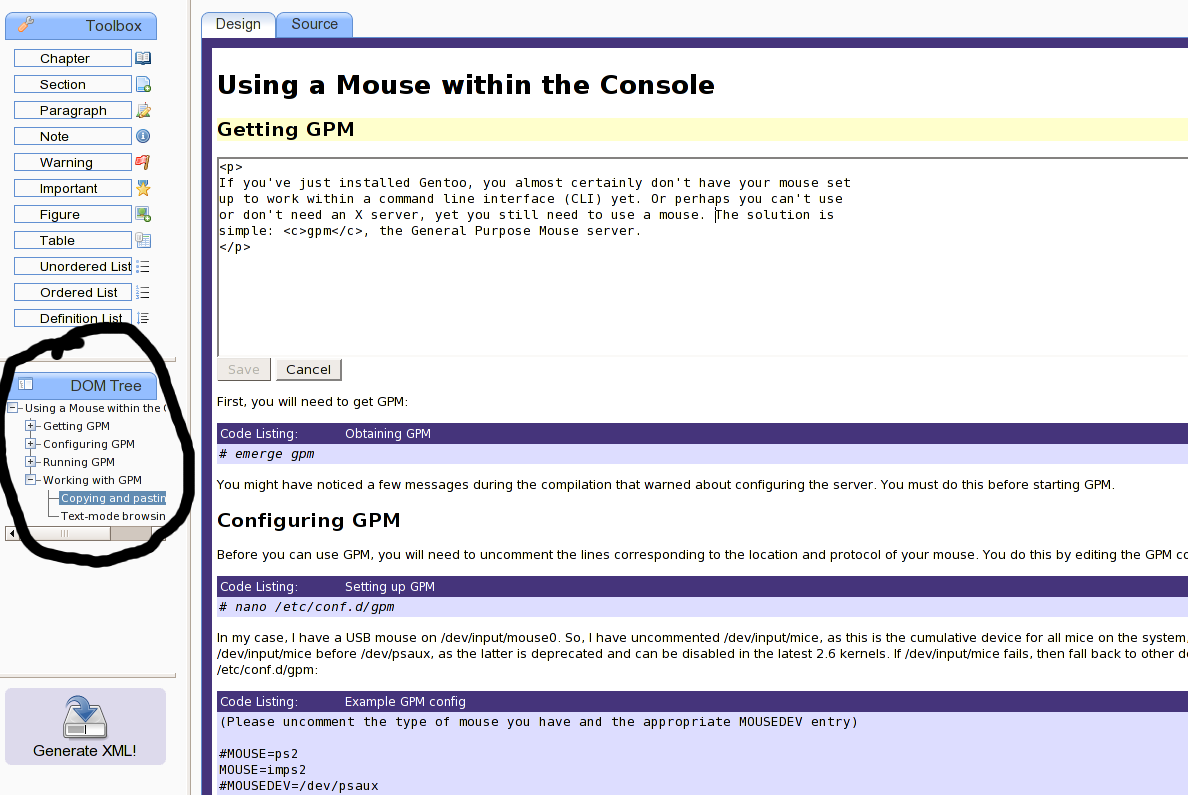 Toolbox
Chapter
Section
Paragraph
Note
Warning
Important
Figure
Table
Unordered List
Ordered List
Definition List
DOM Tree
Using a Mouse within the
Getting GPM
Configuring GPM
Running GPM
Working with GPM
Copying and pastin
Text-mode browsin
Generate XML!
Design Source
Using a Mouse within the Console
Getting GPM
<p>
If you've just installed Gentoo, you almost certainly don't have your mouse set
up to work within a command line interface (CLI) yet. Or perhaps you can't use
or don't need an X server, yet you still need to use a mouse. The solution is
simple: <c>gpm</c>, the General Purpose Mouse server.
</p>
Save Cancel
First, you will need to get GPM:
Code Listing: Obtaining GPM
# emerge gpm
You might have noticed a few messages during the compilation that warned about configuring the server. You must do this before starting GPM.
Configuring GPM
Before you can use GPM, you will need to uncomment the lines corresponding to the location and protocol of your mouse. You do this by editing the GPM co
Code Listing: Setting up GPM
# nano /etc/conf.d/gpm
In my case, I have a USB mouse on /dev/input/mouse0. So, I have uncommented /dev/input/mice, as this is the cumulative device for all mice on the system.
/dev/input/mice before /dev/psaux, as the latter is deprecated and can be disabled in the latest 2.6 kernels. If /dev/input/mice fails, then fall back to other de
/etc/conf.d/gpm:
Code Listing: Example GPM config
(Please uncomment the type of mouse you have and the appropriate MOUSEDEV entry)
#MOUSE=ps2
MOUSE=imps2
#MOUSEDEV=/dev/psaux